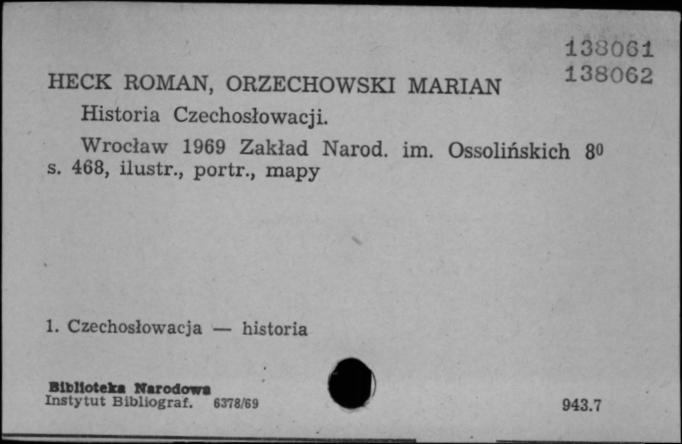 138061
138062
HECK ROMAN, ORZECHOWSKI MARIAN
Historia Czechosłowacji.
Wrocław 1969 Zakład Narod. im. Ossolińskich 8⁰
s. 468, ilustr., portr., mapy
1. Czechosłowacja — historia
Biblioteka Narodowa
Instytut Bibliograf. 6378/69
943.7